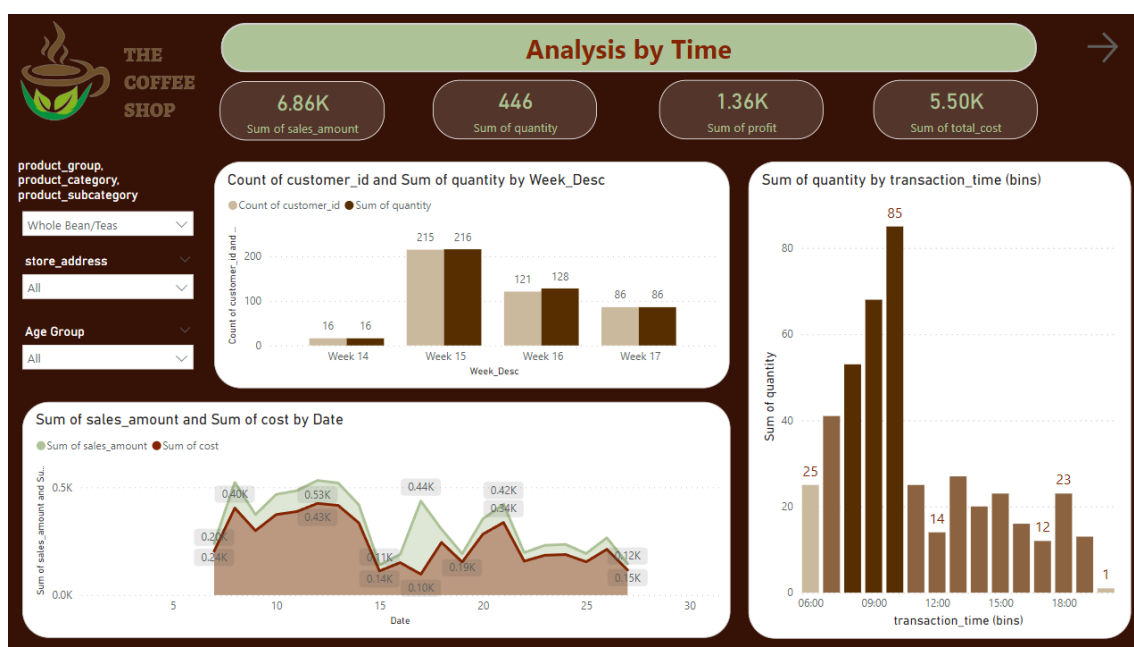 THE
COFFEE
SHOP
Analysis by Time
6.86K
Sum of sales_amount
446
Sum of quantity
1.36K
Sum of profit
5.50K
Sum of total_cost
product_group,
product_category,
product_subcategory
Whole Bean/Teas
store_address
All
Age Group
All
Count of customer_id and Sum of quantity by Week_Desc
Count of customer_id Sum of quantity
Count of customer_id and ...
200
100
0
16 16
215 216
121 128
86 86
Week 14 Week 15 Week 16 Week 17
Week_Desc
Sum of sales_amount and Sum of cost by Date
Sum of sales_amount Sum of cost
Sum of sales_amount and Su...
0.5K
0.0K
0.20K
0.24K
0.40K
0.53K
0.43K
0.11K
0.14K
0.44K
0.10K
0.19K
0.42K
0.34K
0.12K
0.15K
5 10 15 20 25 30
Date
Sum of quantity by transaction_time (bins)
Sum of quantity
80
60
40
20
0
25
85
14
12
23
1
06:00 09:00 12:00 15:00 18:00
transaction_time (bins)